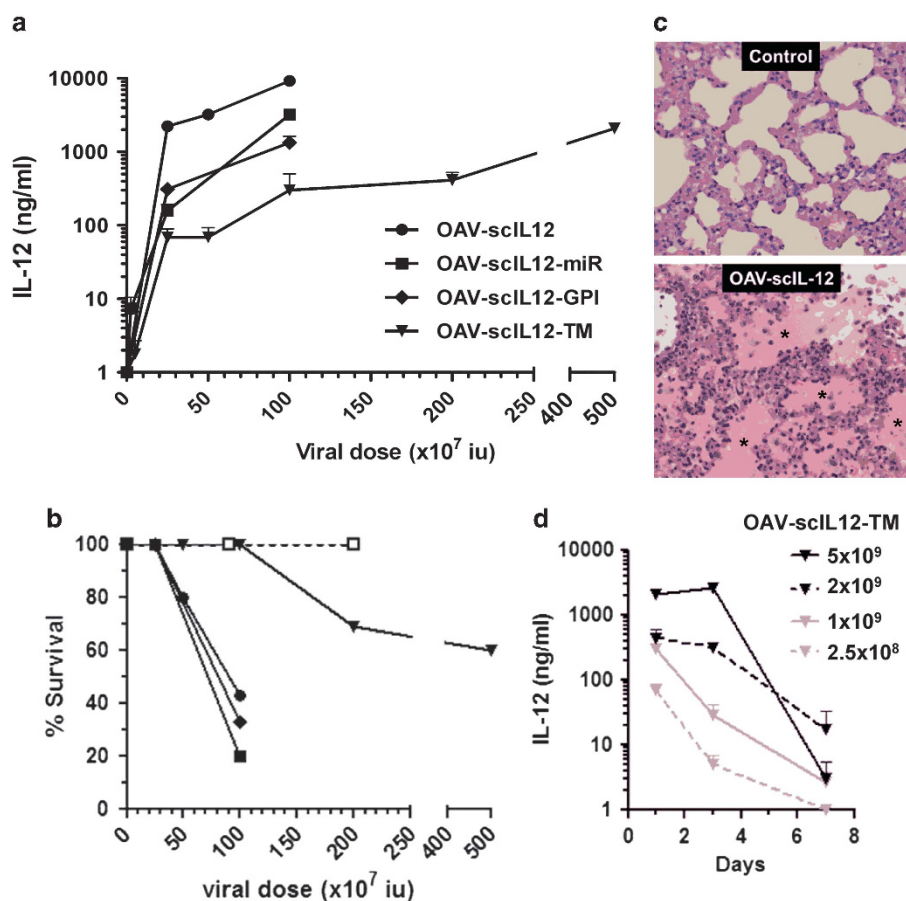 a
10000
1000
100
10
1
IL-12 (ng/ml)
0
50
100
150
200
250
400
500
Viral dose (x10⁷ iu)
OAV-scIL12
OAV-scIL12-miR
OAV-scIL12-GPI
OAV-scIL12-TM
c
Control
OAV-scIL-12
*
*
*
*
b
100
80
60
40
20
0
% Survival
0
50
100
150
200
250
400
500
viral dose (x10⁷ iu)
d
OAV-scIL12-TM
5x10⁹
2x10⁹
1x10⁹
2.5x10⁸
10000
1000
100
10
1
IL-12 (ng/ml)
0
2
4
6
8
Days